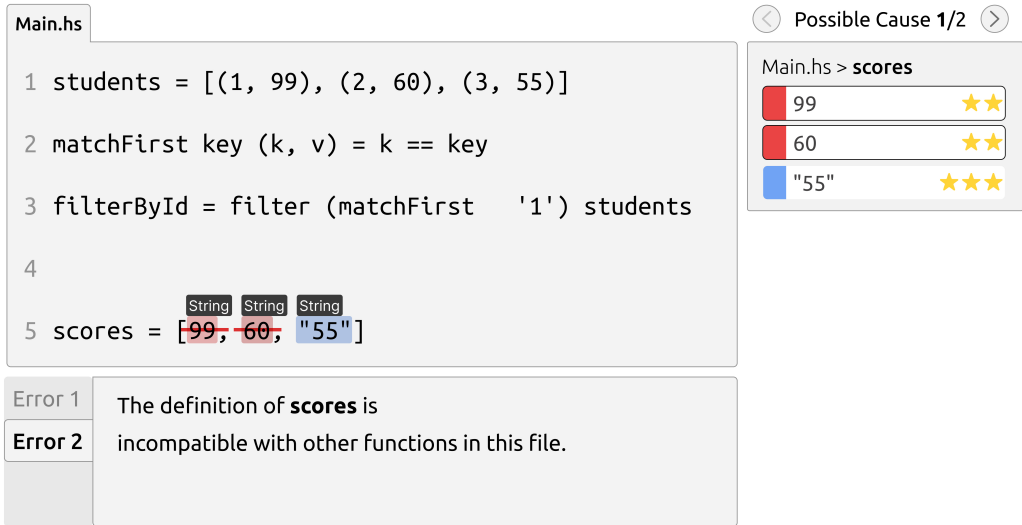 Main.hs
1 students = [(1, 99), (2, 60), (3, 55)]
2 matchFirst key (k, v) = k == key
3 filterById = filter (matchFirst   '1') students
4
String String String
5 scores = [99, 60, "55"]
Error 1
Error 2
The definition of scores is
incompatible with other functions in this file.
Possible Cause 1/2
Main.hs > scores
99
60
"55"